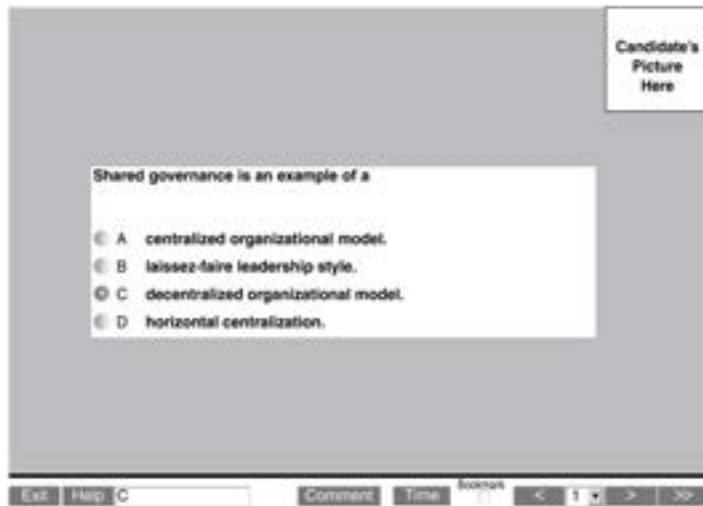 Candidate's
Picture
Here
Shared governance is an example of a
A centralized organizational model.
B laissez-faire leadership style.
C decentralized organizational model.
D horizontal centralization.
Bookmark
Exit Help C Comment Time < 1 > >>